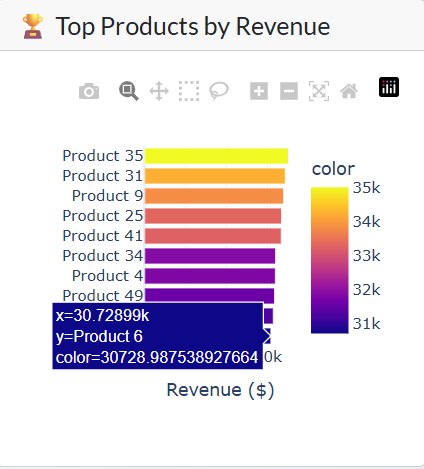 Top Products by Revenue
Product 35
Product 31
Product 9
Product 25
Product 41
Product 34
Product 4
Product 49
x=30.72899k
y=Product 6
color=30728.987538927664
0k
Revenue ($)
color
35k
34k
33k
32k
31k